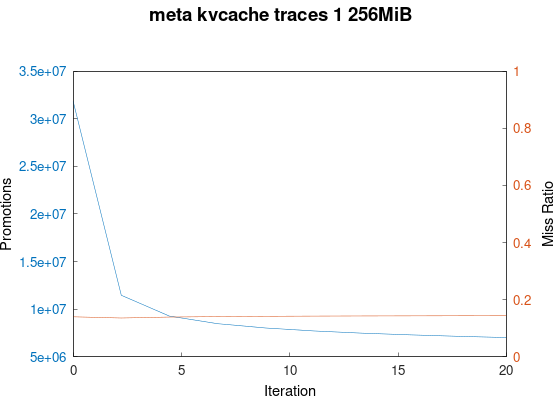 meta kvcache traces 1 256MiB
3.5e+07
3e+07
2.5e+07
2e+07
1.5e+07
1e+07
5e+06
Promotions
1
0.8
0.6
0.4
0.2
0
Miss Ratio
0 5 10 15 20
Iteration